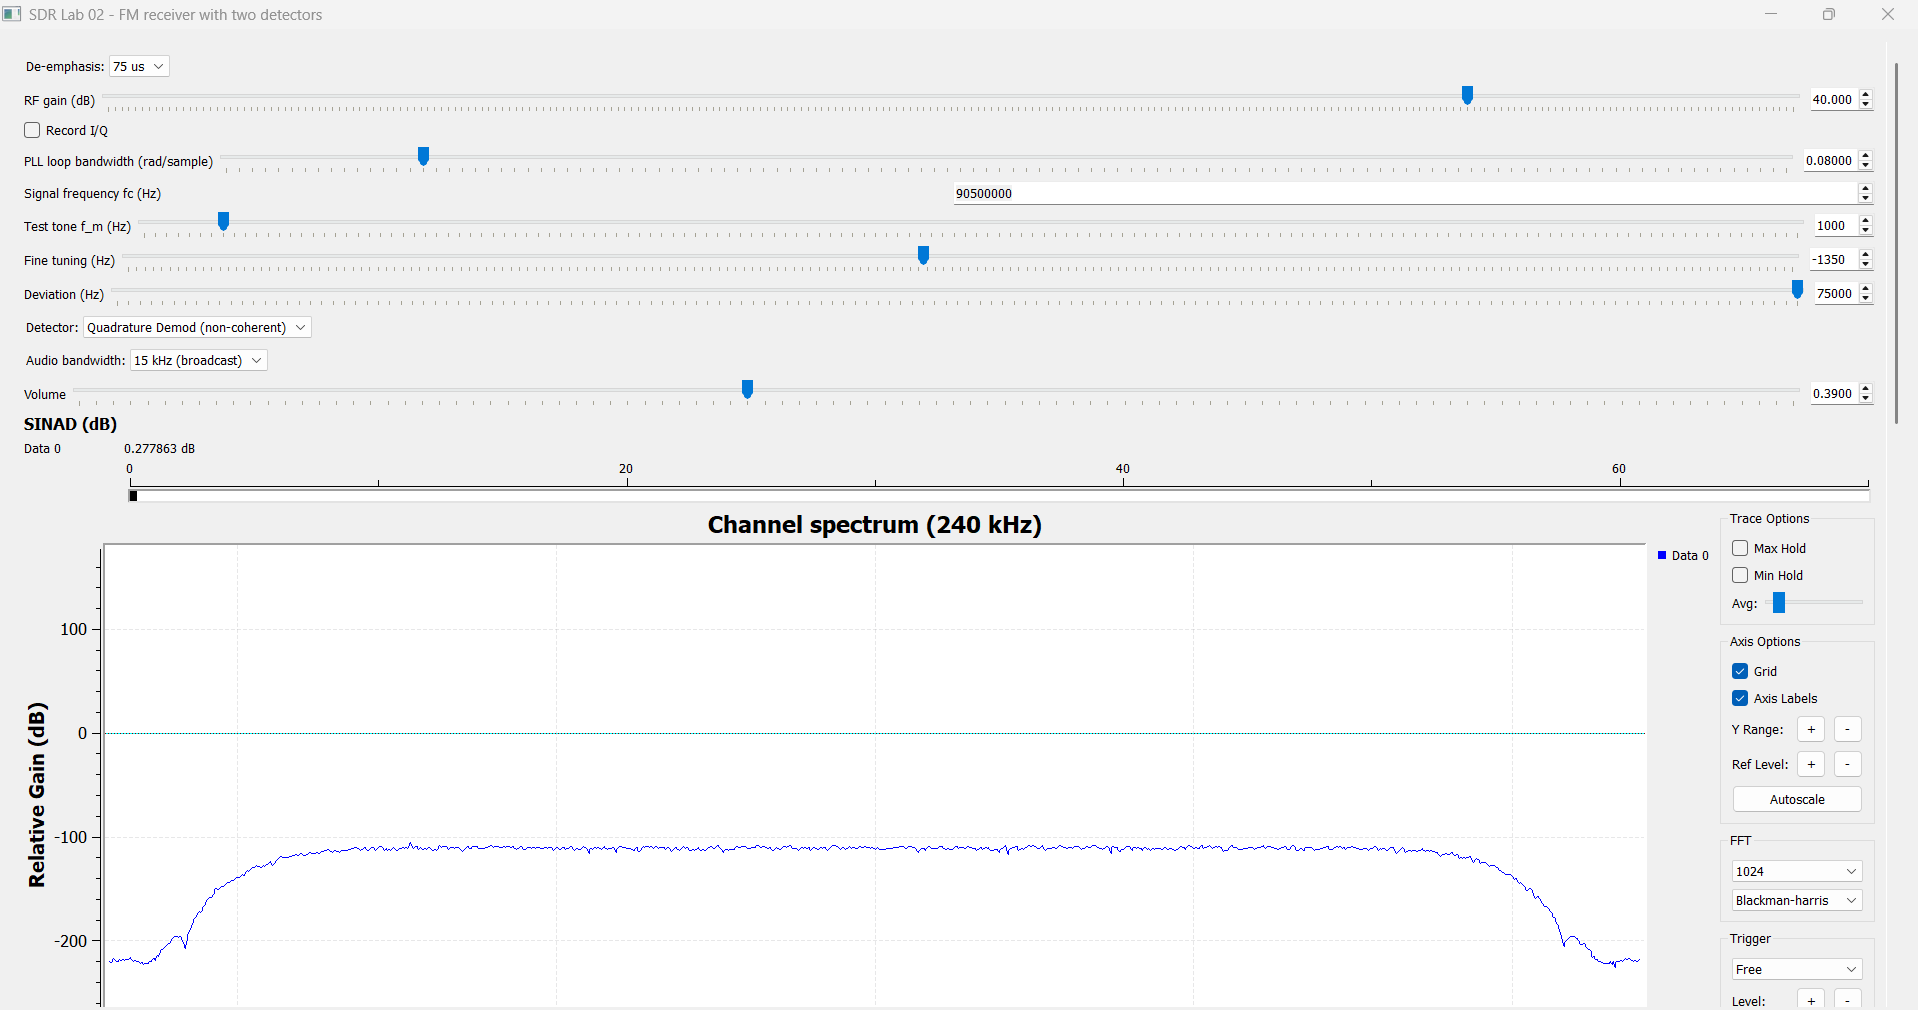 SDR Lab 02 - FM receiver with two detectors
De-emphasis: 75 us
RF gain (dB) 40.000
Record I/Q
PLL loop bandwidth (rad/sample) 0.08000
Signal frequency fc (Hz) 90500000
Test tone f_m (Hz) 1000
Fine tuning (Hz) -1350
Deviation (Hz) 75000
Detector: Quadrature Demod (non-coherent)
Audio bandwidth: 15 kHz (broadcast)
Volume 0.3900
SINAD (dB)
Data 0 0.277863 dB
0 20 40 60
Channel spectrum (240 kHz)
Relative Gain (dB)
100
0
-100
-200
Data 0
Trace Options
Max Hold
Min Hold
Avg:
Axis Options
Grid
Axis Labels
Y Range: + -
Ref Level: + -
Autoscale
FFT
1024
Blackman-harris
Trigger
Free
Level: + -